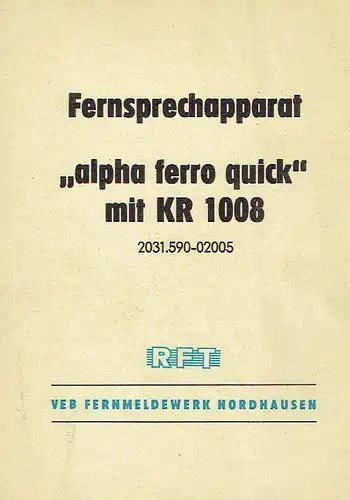 Fernsprechapparat
„alpha ferro quick“
mit KR 1008
2031.590-02005
RFT
VEB FERNMELDEWERK NORDHAUSEN